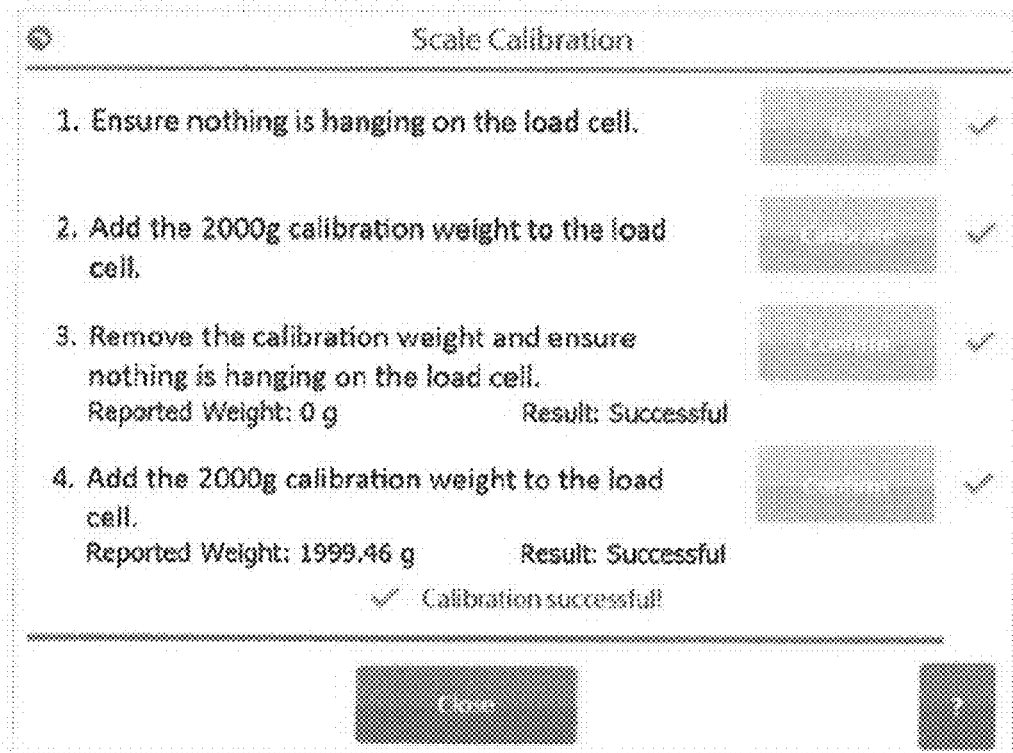 Scale Calibration
1. Ensure nothing is hanging on the load cell.
2. Add the 2000g calibration weight to the load
cell.
3. Remove the calibration weight and ensure
nothing is hanging on the load cell.
Reported Weight: 0 g Result: Successful
4. Add the 2000g calibration weight to the load
cell.
Reported Weight: 1999.46 g Result: Successful
Calibration successful!
?